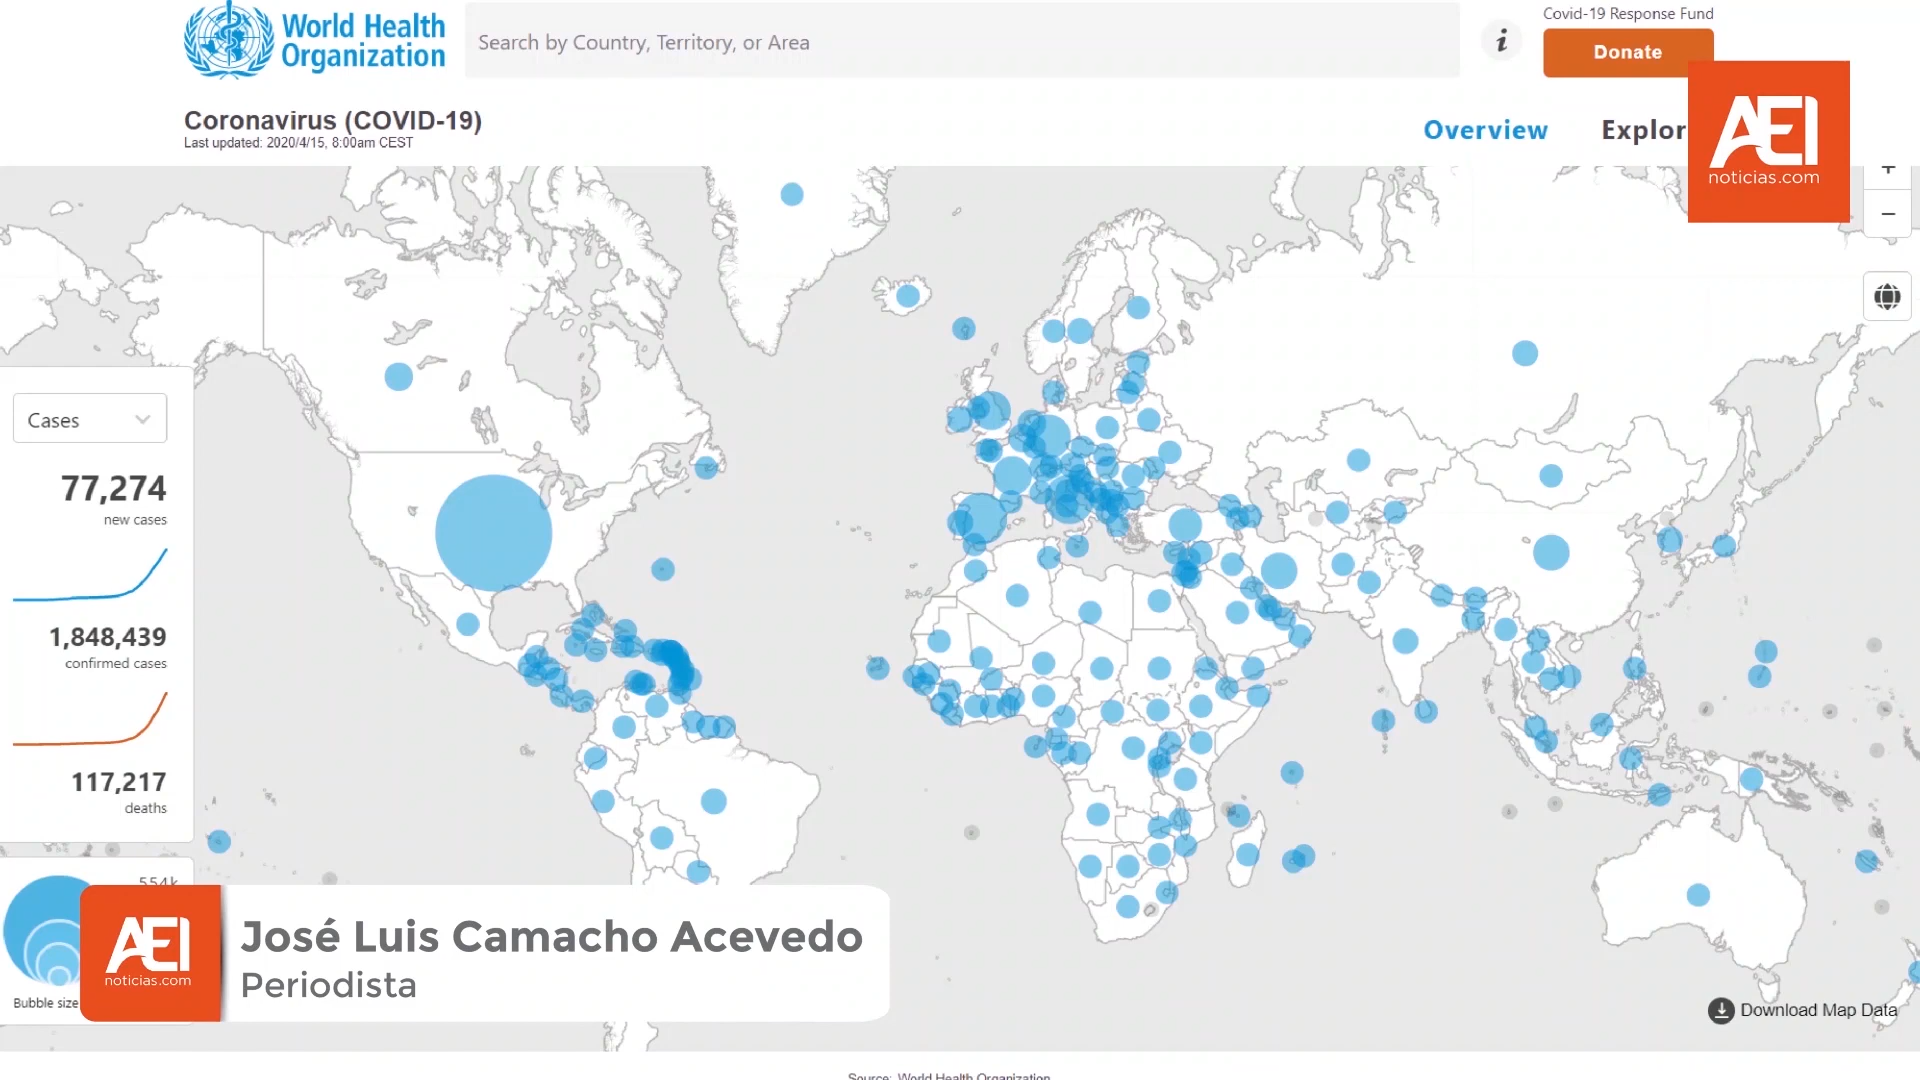 World Health
Organization
Search by Country, Territory, or Area
i
Covid-19 Response Fund
Donate
Coronavirus (COVID-19)
Last updated: 2020/4/15, 8:00am CEST
Overview
Explor
AEI
noticias.com
+
−
Cases
77,274
new cases
1,848,439
confirmed cases
117,217
deaths
554k
Bubble size
AEI
noticias.com
José Luis Camacho Acevedo
Periodista
Download Map Data
Source: World Health Organization